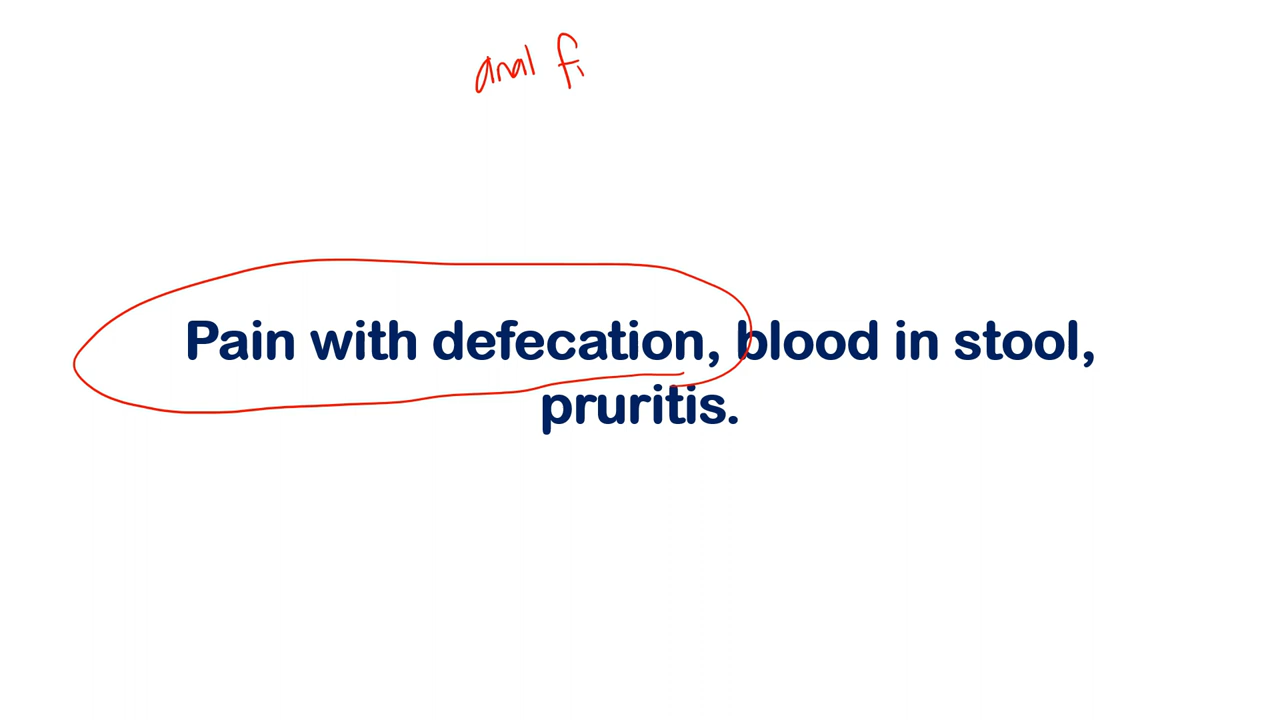 anal fi
Pain with defecation, blood in stool,
pruritis.